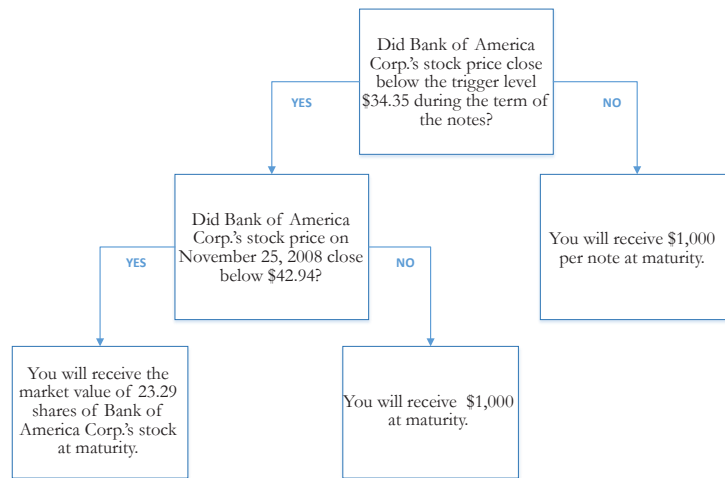 Did Bank of America
Corp.'s stock price close
below the trigger level
$34.35 during the term of
the notes?
YES
NO
Did Bank of America
Corp.'s stock price on
November 25, 2008 close
below $42.94?
You will receive $1,000
per note at maturity.
YES
NO
You will receive the
market value of 23.29
shares of Bank of
America Corp.'s stock
at maturity.
You will receive $1,000
at maturity.